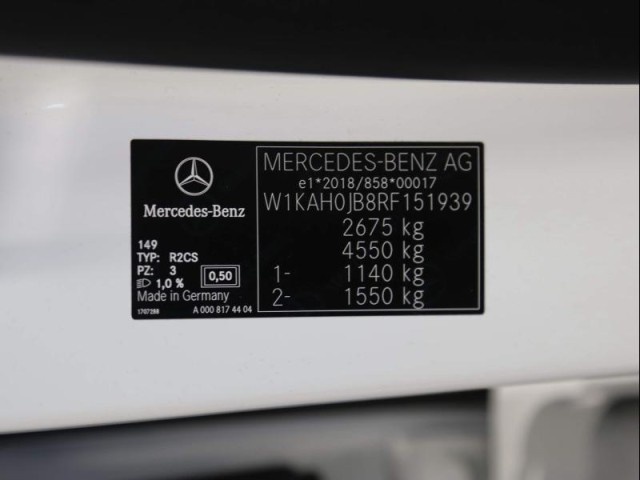 Mercedes-Benz
149
TYP: R2CS
PZ: 3
1,0 %
0,50
Made in Germany
1707288
A 000 817 44 04
MERCEDES-BENZ AG
e1*2018/858*00017
W1KAH0JB8RF151939
2675 kg
4550 kg
1- 1140 kg
2- 1550 kg